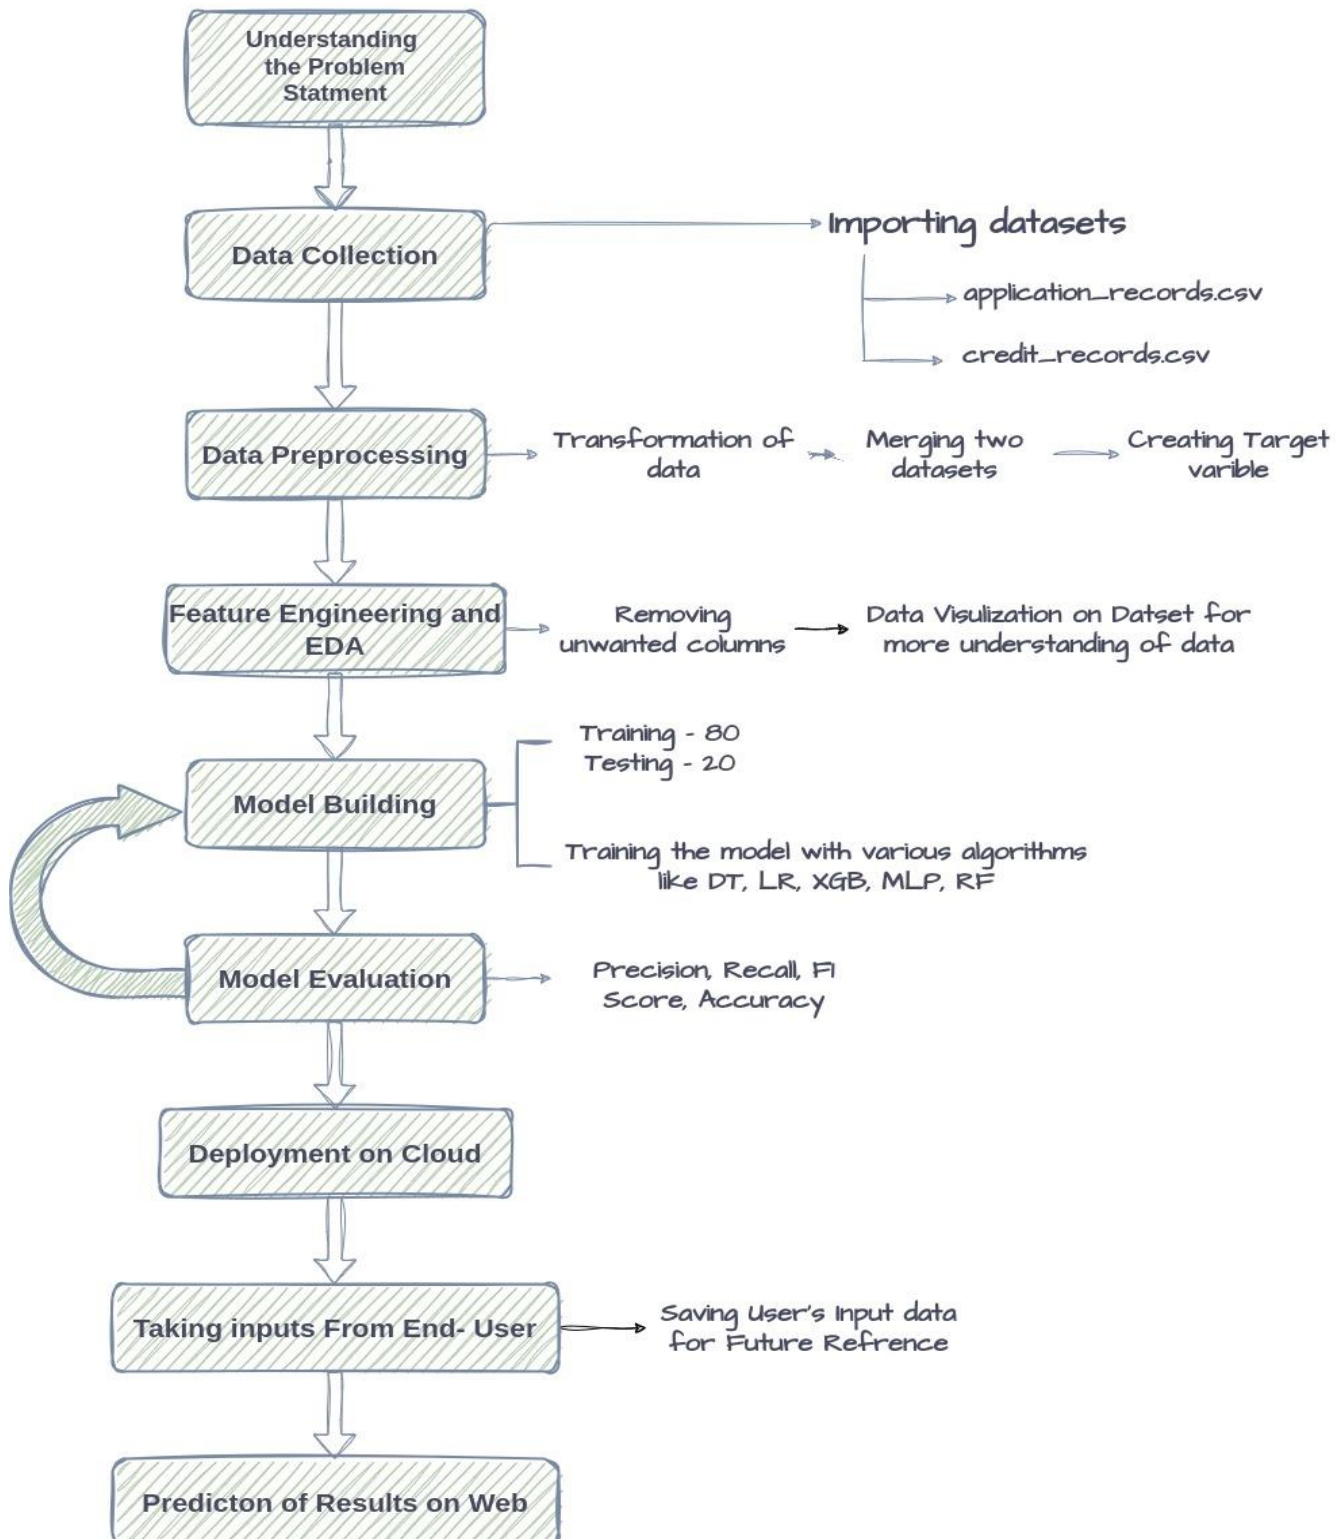 Understanding
the Problem
Statment
Data Collection
Importing datasets
application_records.csv
credit_records.csv
Data Preprocessing
Transformation of
data
Merging two
datasets
Creating Target
varible
Feature Engineering and
EDA
Removing
unwanted columns
Data Visulization on Datset for
more understanding of data
Model Building
Training - 80
Testing - 20
Training the model with various algorithms
like DT, LR, XGB, MLP, RF
Model Evaluation
Precision, Recall, F1
Score, Accuracy
Deployment on Cloud
Taking inputs From End- User
Saving User's Input data
for Future Refrence
Predicton of Results on Web